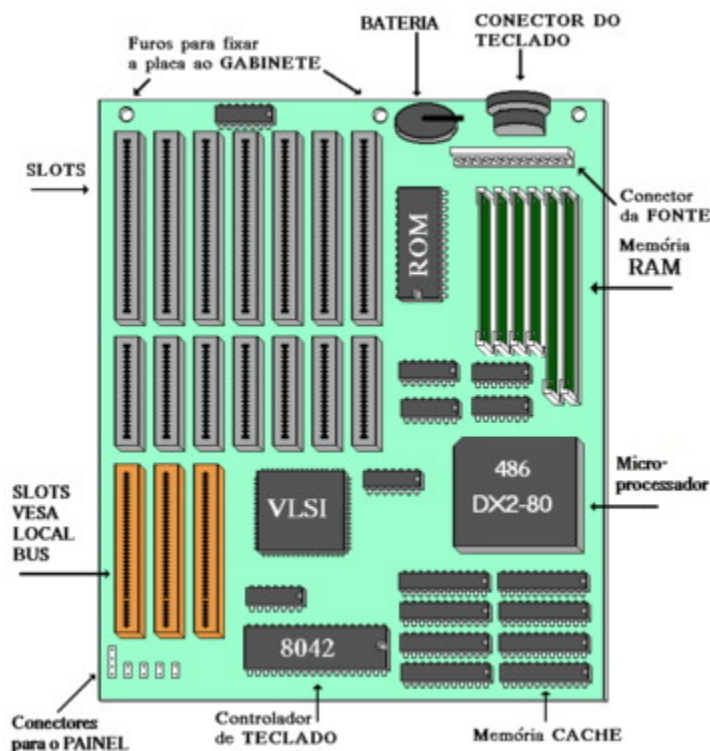 Furos para fixar
a placa ao GABINETE
BATERIA
CONECTOR DO
TECLADO
SLOTS
Conector
da FONTE
ROM
Memória
RAM
486
DX2-80
Micro-
processador
SLOTS
VESA
LOCAL
BUS
VLSI
8042
Conectores
para o PAINEL
Controlador
de TECLADO
Memória CACHE